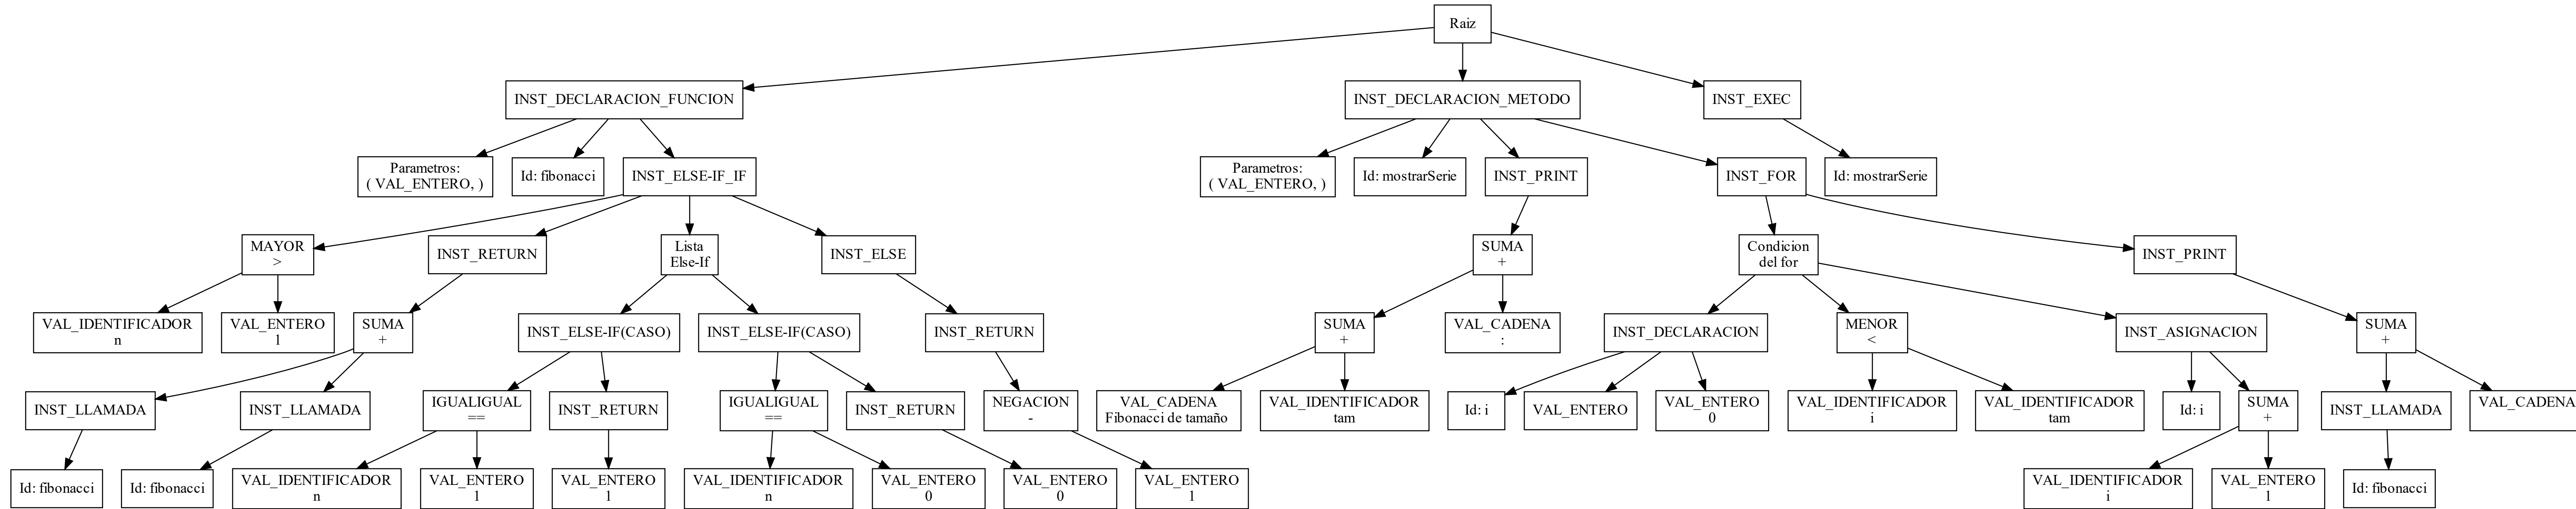 Raiz
INST_DECLARACION_FUNCION
INST_DECLARACION_METODO
INST_EXEC
Parametros:
( VAL_ENTERO, )
Id: fibonacci
INST_ELSE-IF_IF
Parametros:
( VAL_ENTERO, )
Id: mostrarSerie
INST_PRINT
INST_FOR
Id: mostrarSerie
MAYOR
>
INST_RETURN
Lista
Else-If
INST_ELSE
SUMA
+
Condicion
del for
INST_PRINT
VAL_IDENTIFICADOR
n
VAL_ENTERO
1
SUMA
+
INST_ELSE-IF(CASO)
INST_ELSE-IF(CASO)
INST_RETURN
SUMA
+
VAL_CADENA
:
INST_DECLARACION
MENOR
<
INST_ASIGNACION
SUMA
+
INST_LLAMADA
INST_LLAMADA
IGUALIGUAL
==
INST_RETURN
IGUALIGUAL
==
INST_RETURN
NEGACION
-
VAL_CADENA
Fibonacci de tamaño
VAL_IDENTIFICADOR
tam
Id: i
VAL_ENTERO
VAL_ENTERO
0
VAL_IDENTIFICADOR
i
VAL_IDENTIFICADOR
tam
Id: i
SUMA
+
INST_LLAMADA
VAL_CADENA
Id: fibonacci
Id: fibonacci
VAL_IDENTIFICADOR
n
VAL_ENTERO
1
VAL_ENTERO
1
VAL_IDENTIFICADOR
n
VAL_ENTERO
0
VAL_ENTERO
0
VAL_ENTERO
1
VAL_IDENTIFICADOR
i
VAL_ENTERO
1
Id: fibonacci